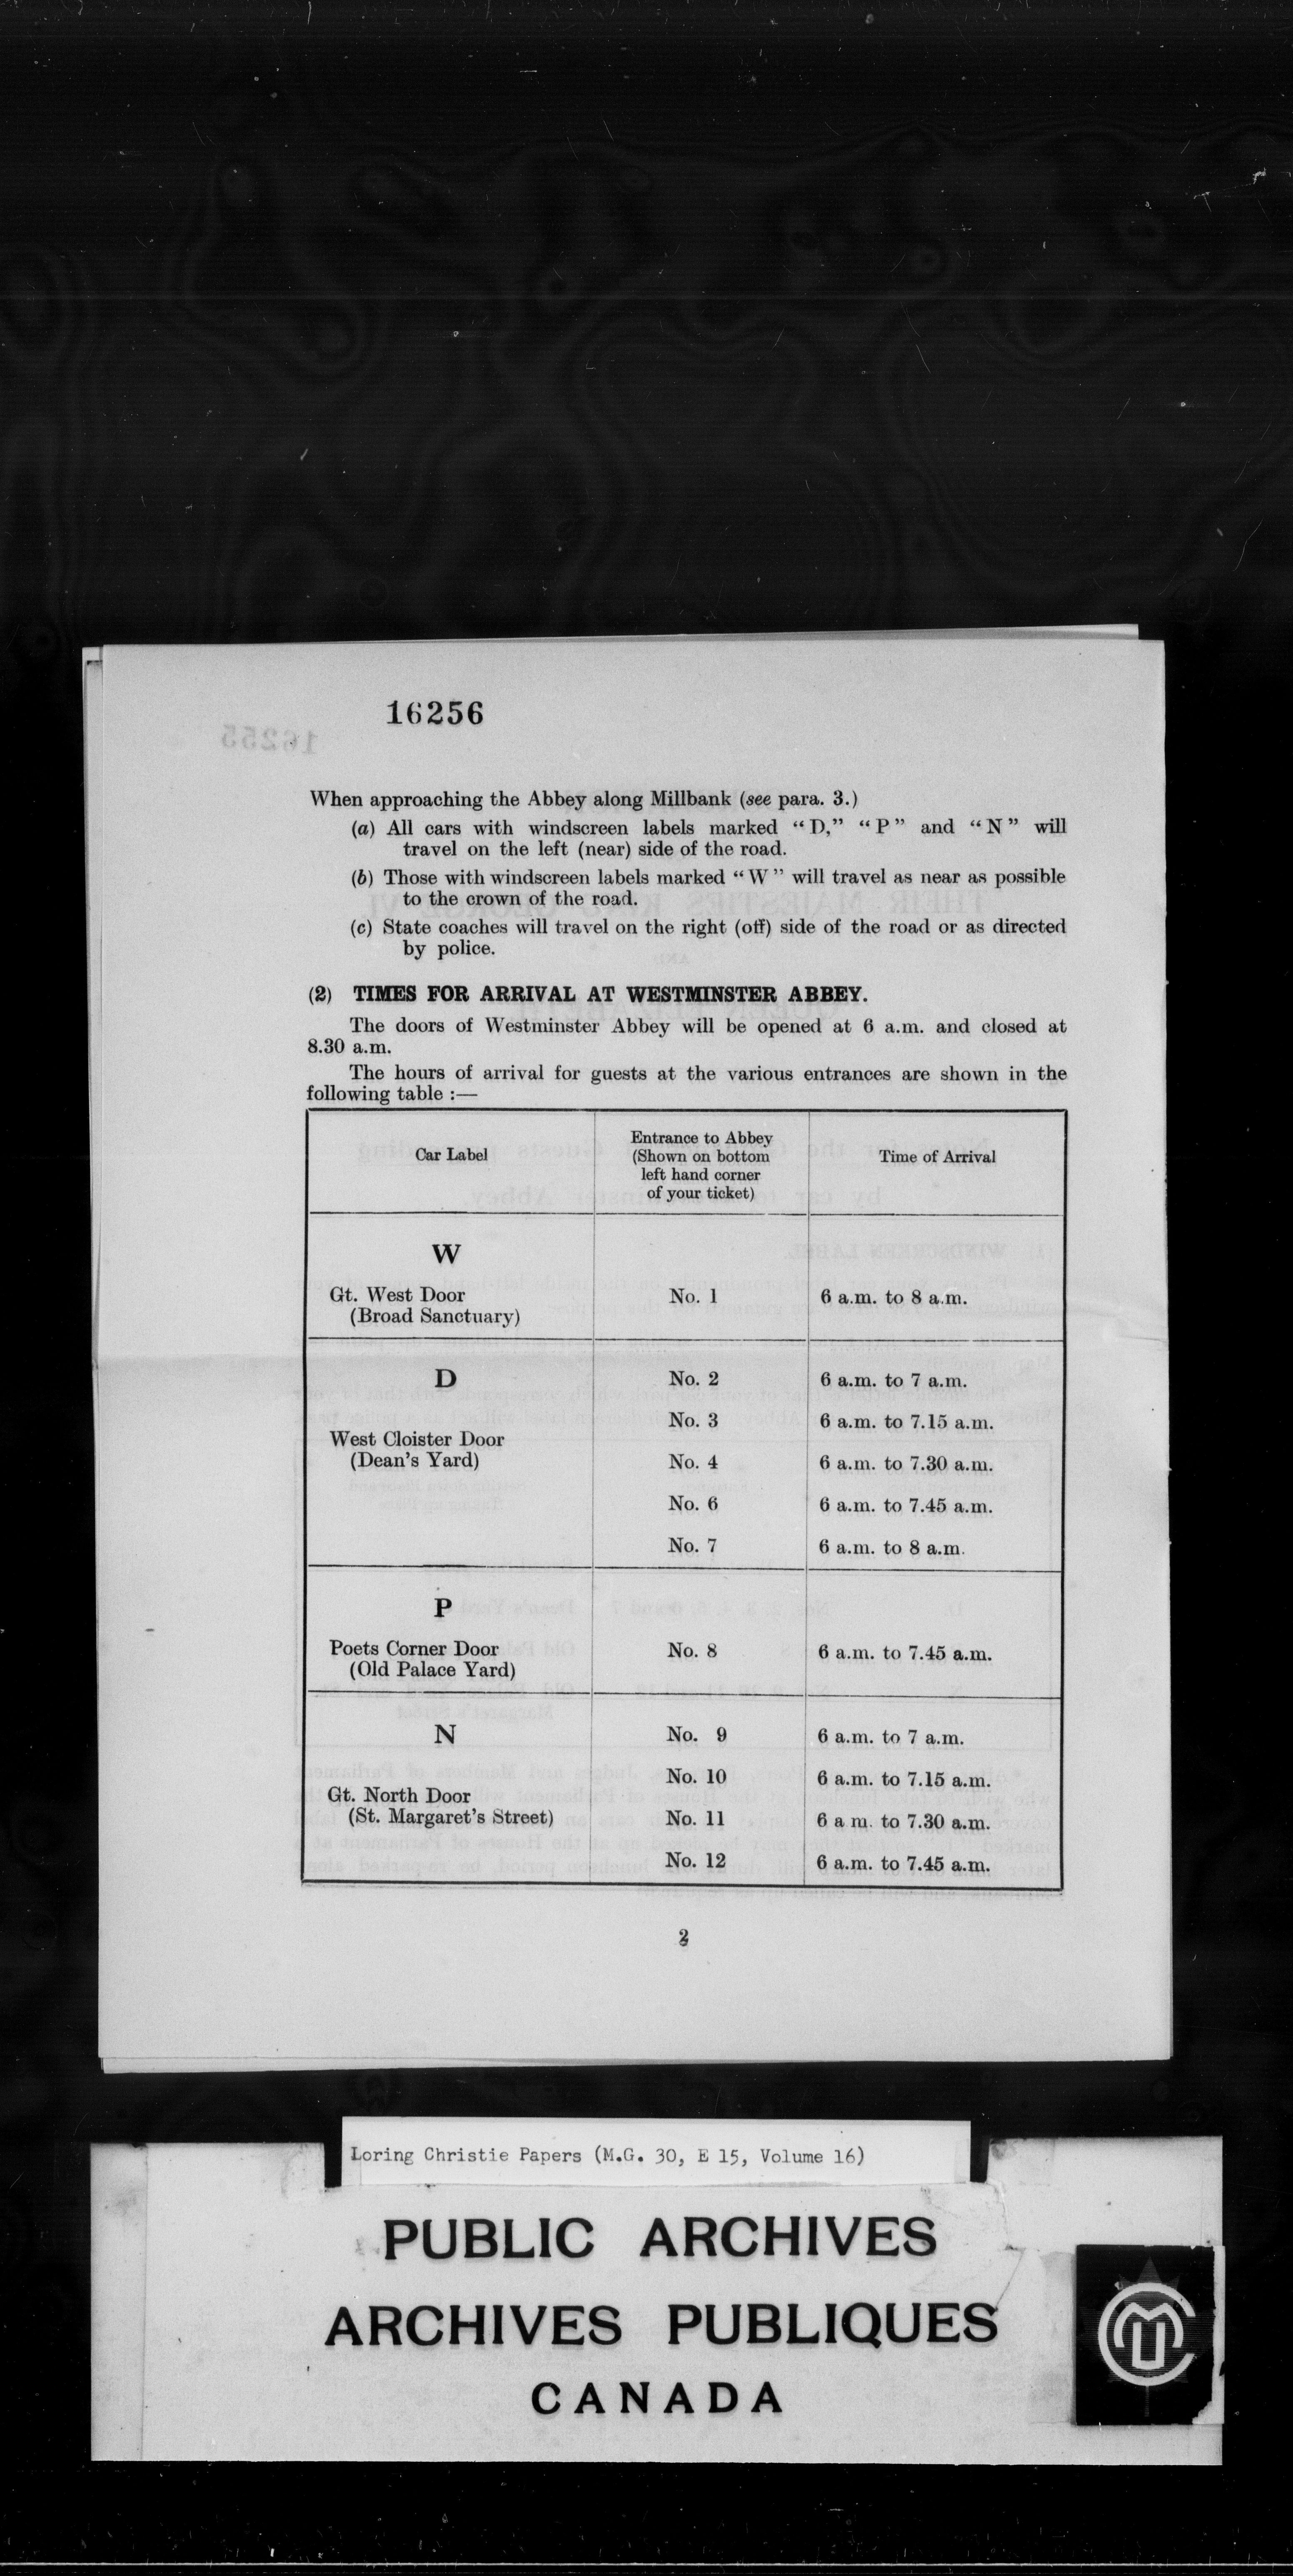 16256
When approaching the Abbey along Millbank (see para. 3.)
(a) All cars with windscreen labels marked “D,” “P” and “N” will
travel on the left (near) side of the road.
(b) Those with windscreen labels marked “W” will travel as near as possible
to the crown of the road.
(c) State coaches will travel on the right (off) side of the road or as directed
by police.
(2) TIMES FOR ARRIVAL AT WESTMINSTER ABBEY.
The doors of Westminster Abbey will be opened at 6 a.m. and closed at
8.30 a.m.
The hours of arrival for guests at the various entrances are shown in the
following table :—
Car Label
Entrance to Abbey
(Shown on bottom
left hand corner
of your ticket)
Time of Arrival
W
Gt. West Door
(Broad Sanctuary)
No. 1
6 a.m. to 8 a.m.
D
West Cloister Door
(Dean's Yard)
No. 2
6 a.m. to 7 a.m.
No. 3
6 a.m. to 7.15 a.m.
No. 4
6 a.m. to 7.30 a.m.
No. 6
6 a.m. to 7.45 a.m.
No. 7
6 a.m. to 8 a.m.
P
Poets Corner Door
(Old Palace Yard)
No. 8
6 a.m. to 7.45 a.m.
N
Gt. North Door
(St. Margaret's Street)
No. 9
6 a.m. to 7 a.m.
No. 10
6 a.m. to 7.15 a.m.
No. 11
6 a m. to 7.30 a.m.
No. 12
6 a.m. to 7.45 a.m.
2
Loring Christie Papers (M.G. 30, E 15, Volume 16)
PUBLIC ARCHIVES
ARCHIVES PUBLIQUES
CANADA